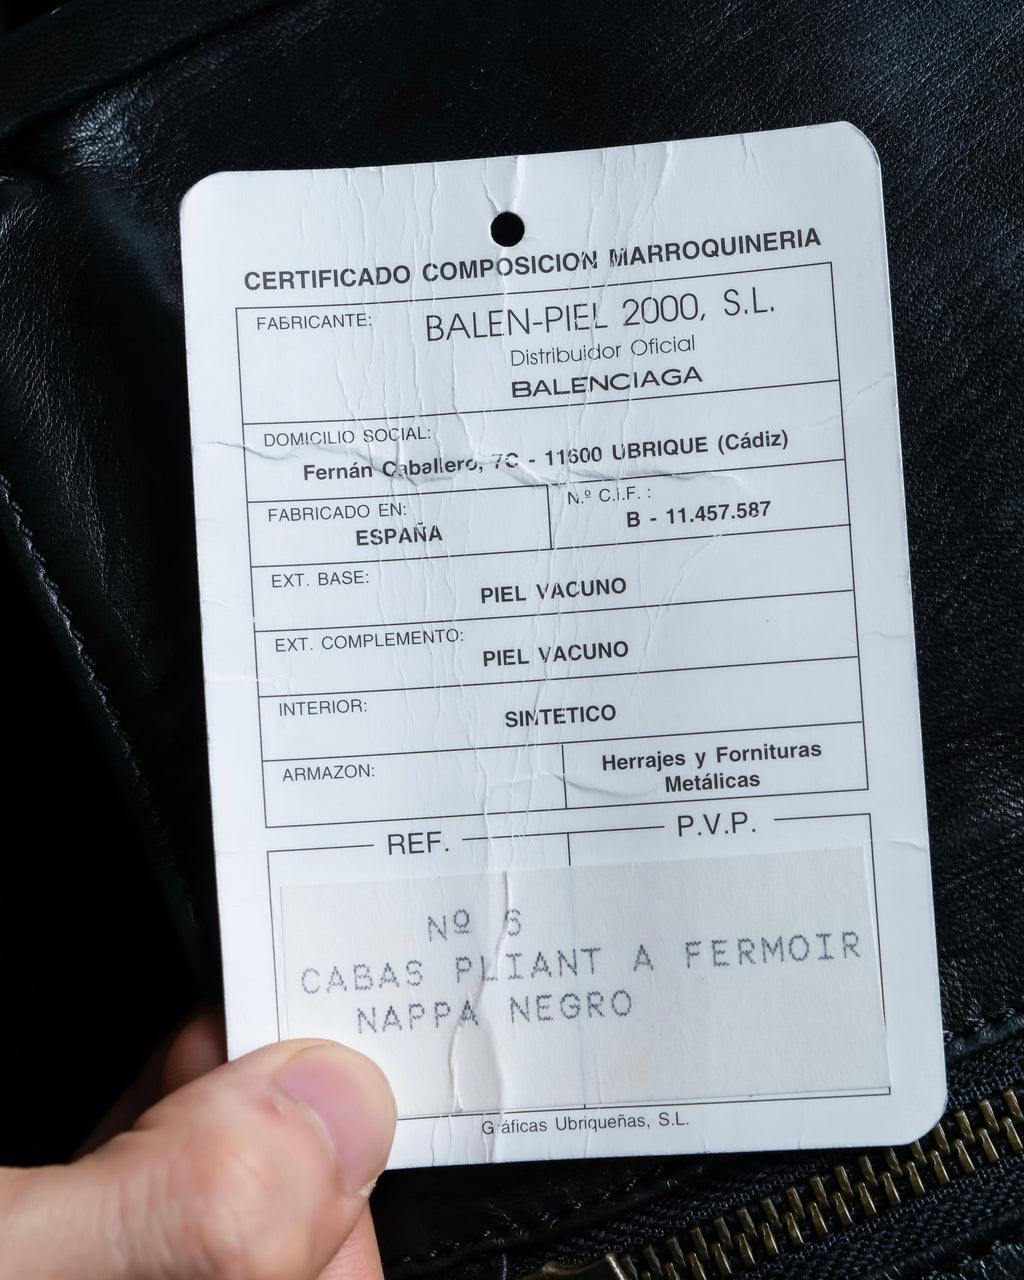 CERTIFICADO COMPOSICION MARROQUINERIA
FABRICANTE: BALEN-PIEL 2000, S.L.
Distribuidor Oficial
BALENCIAGA
DOMICILIO SOCIAL:
Fernán Caballero, 7C - 11600 UBRIQUE (Cádiz)
FABRICADO EN:
ESPAÑA
N.º C.I.F. :
B - 11.457.587
EXT. BASE:
PIEL VACUNO
EXT. COMPLEMENTO:
PIEL VACUNO
INTERIOR:
SINTETICO
ARMAZON:
Herrajes y Fornituras
Metálicas
REF.
P.V.P.
Nº 6
CABAS PLIANT A FERMOIR
NAPPA NEGRO
Gráficas Ubriqueñas, S.L.